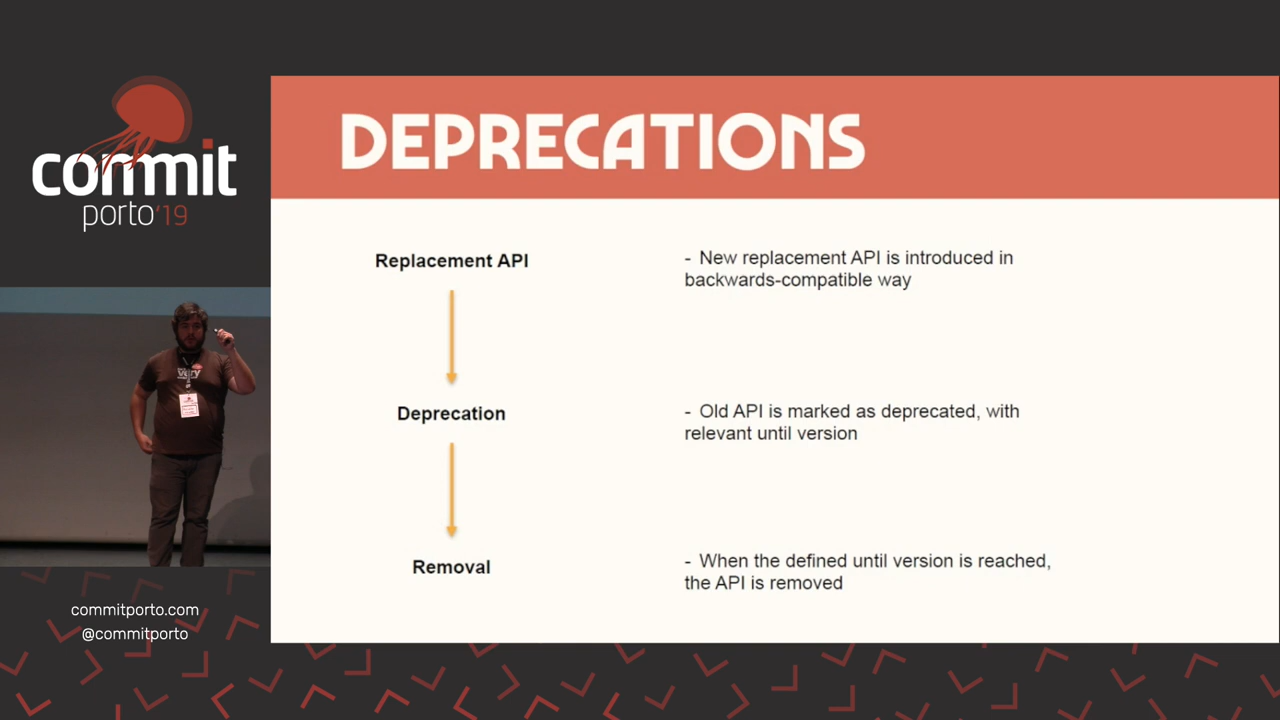 commit
porto'19
DEPRECATIONS
Replacement API
- New replacement API is introduced in
backwards-compatible way
Deprecation
- Old API is marked as deprecated, with
relevant until version
Removal
- When the defined until version is reached,
the API is removed
commitporto.com
@commitporto